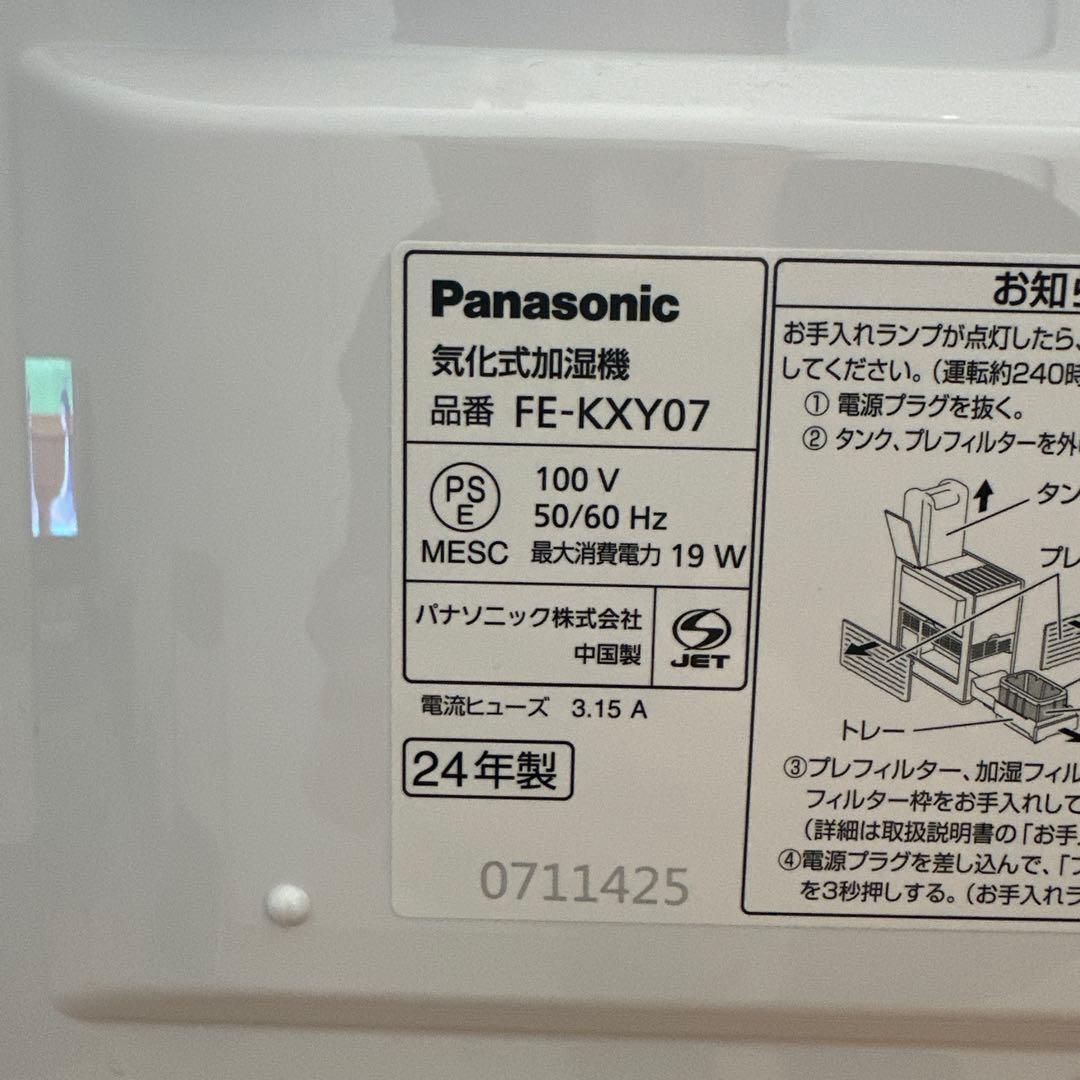 Panasonic
気化式加湿機
品番 FE-KXY07
PS
E
100 V
50/60 Hz
MESC 最大消費電力 19 W
パナソニック株式会社
中国製
JET
電流ヒューズ 3.15 A
24年製
0711425
お知ら
お手入れランプが点灯したら、
してください。(運転約240時
① 電源プラグを抜く。
② タンク、プレフィルターを外
タン
プレ
トレー
③プレフィルター、加湿フィル
フィルター枠をお手入れして
(詳細は取扱説明書の「お手
④電源プラグを差し込んで、「フ
を3秒押しする。(お手入れラ